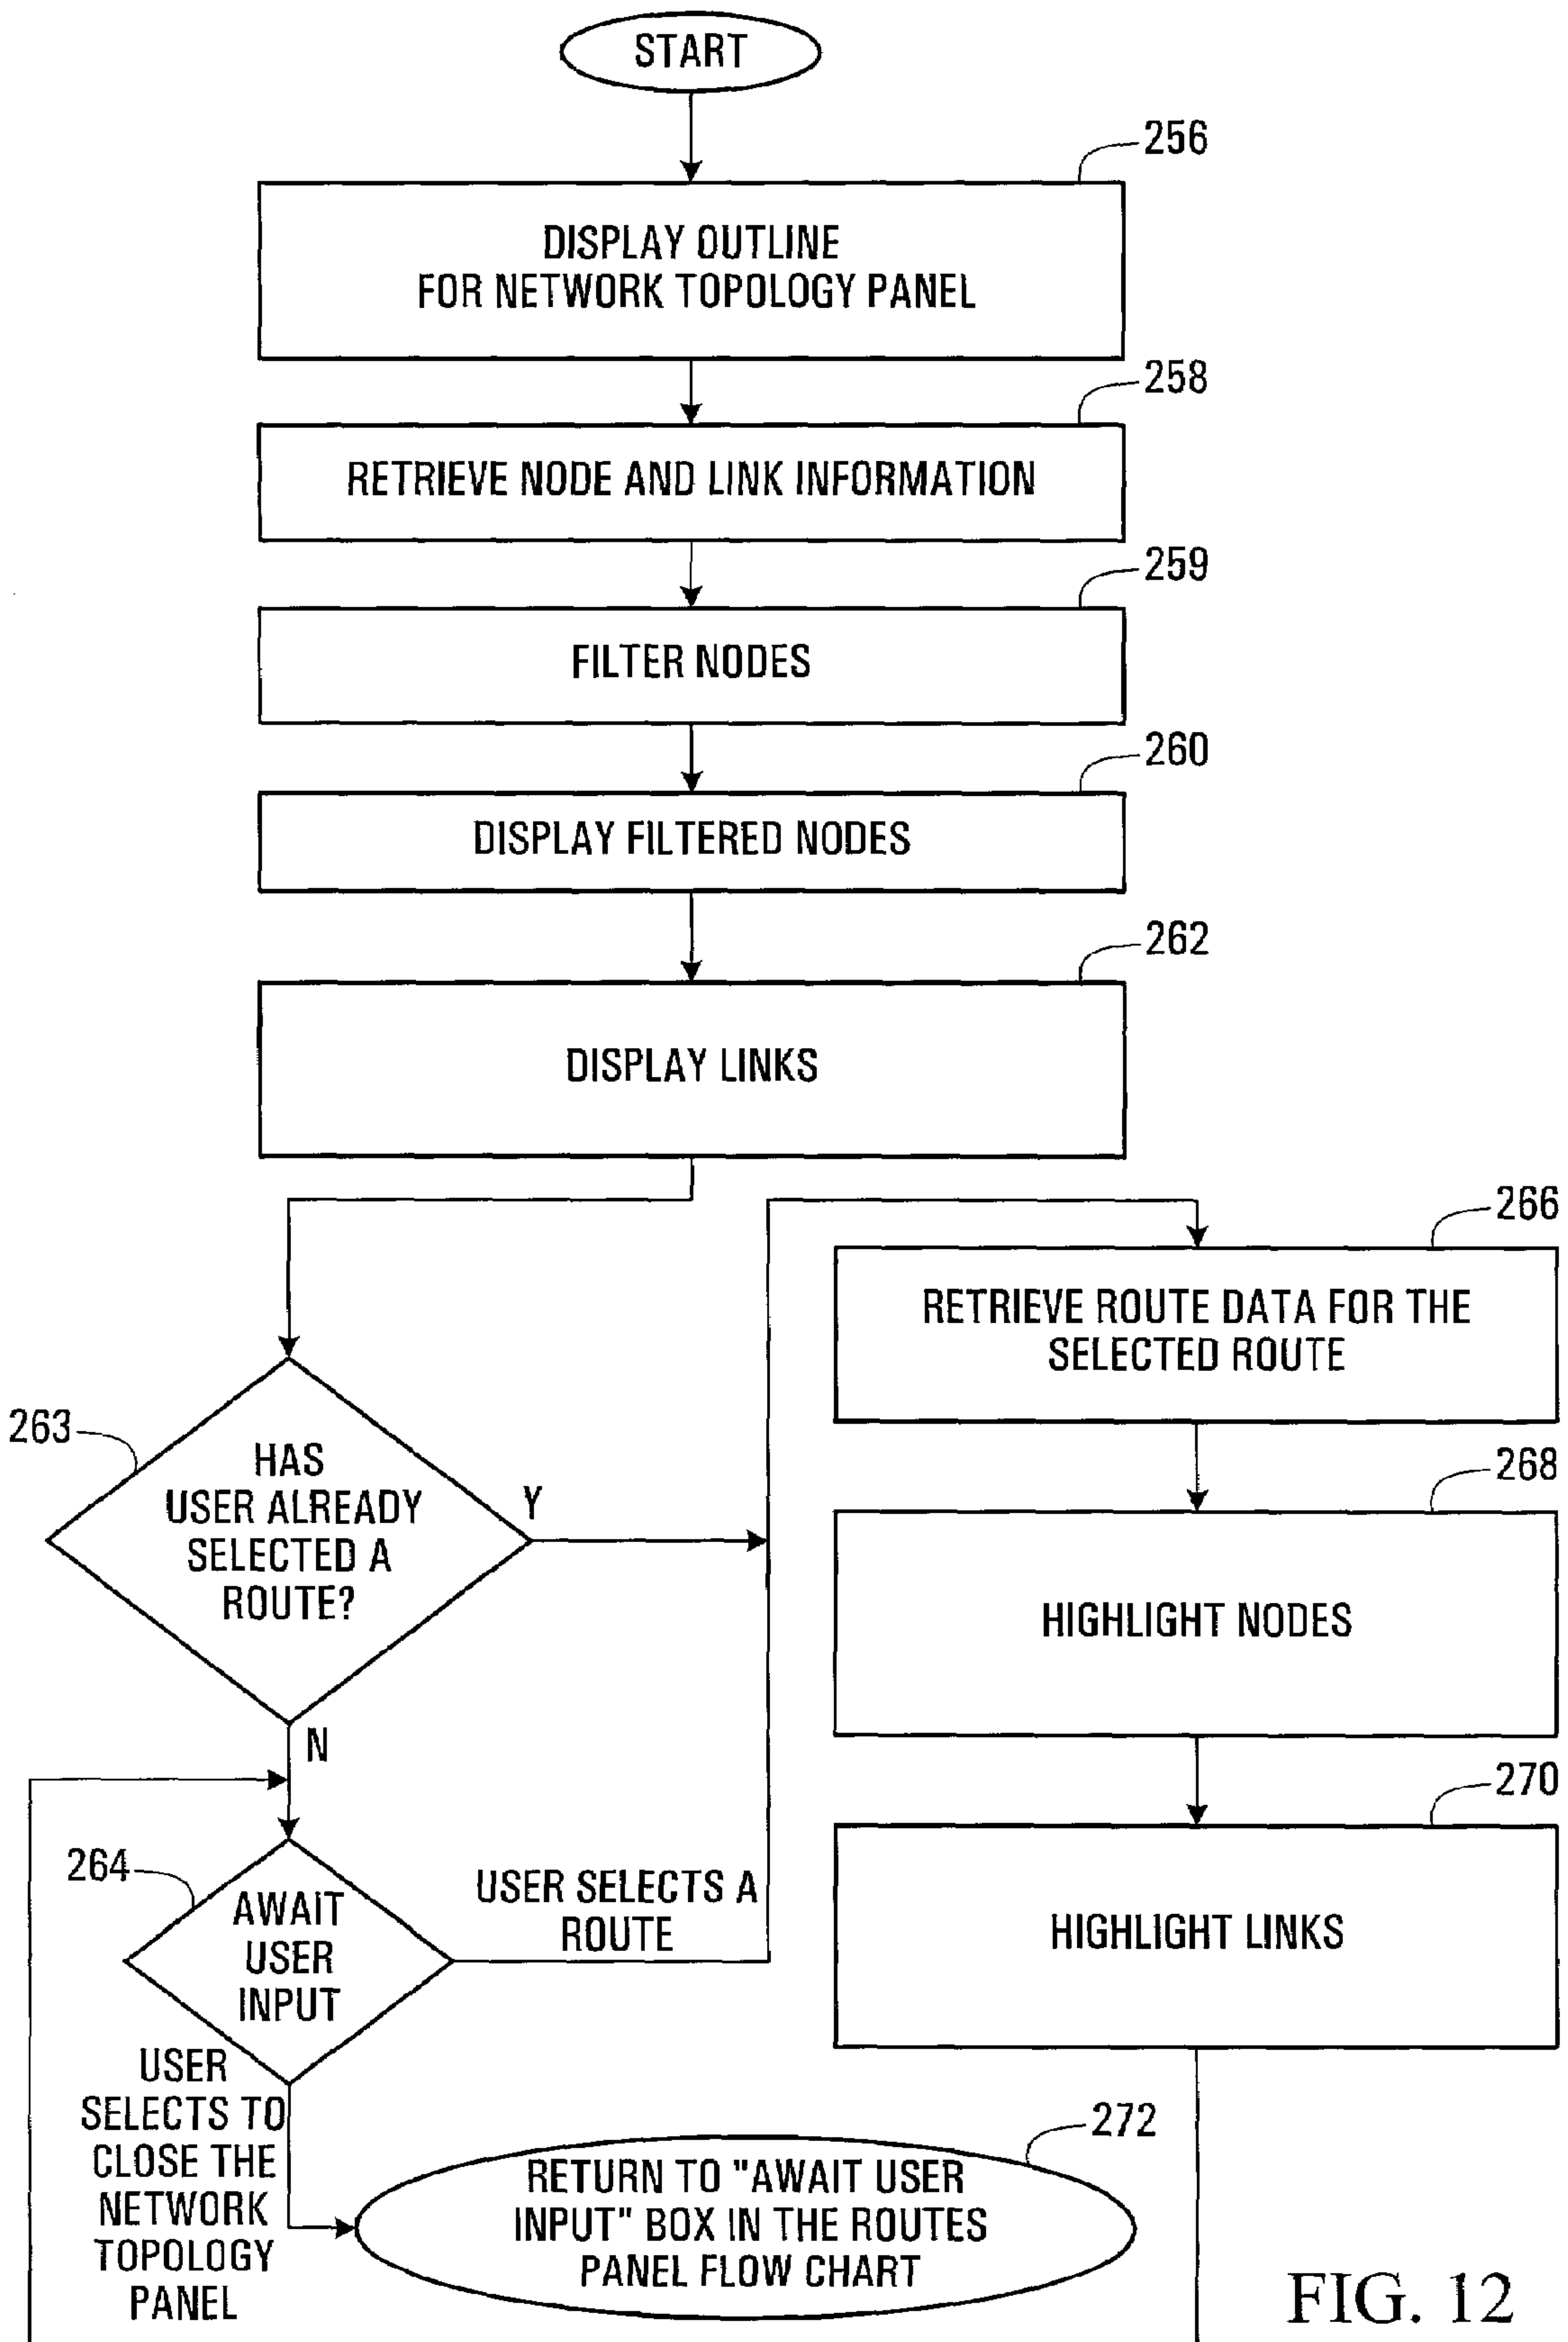 START
256
DISPLAY OUTLINE
FOR NETWORK TOPOLOGY PANEL
258
RETRIEVE NODE AND LINK INFORMATION
259
FILTER NODES
260
DISPLAY FILTERED NODES
262
DISPLAY LINKS
263
HAS
USER ALREADY
SELECTED A
ROUTE?
Y
N
264
AWAIT
USER
INPUT
USER SELECTS A
ROUTE
USER
SELECTS TO
CLOSE THE
NETWORK
TOPOLOGY
PANEL
266
RETRIEVE ROUTE DATA FOR THE
SELECTED ROUTE
268
HIGHLIGHT NODES
270
HIGHLIGHT LINKS
272
RETURN TO "AWAIT USER
INPUT" BOX IN THE ROUTES
PANEL FLOW CHART
FIG. 12